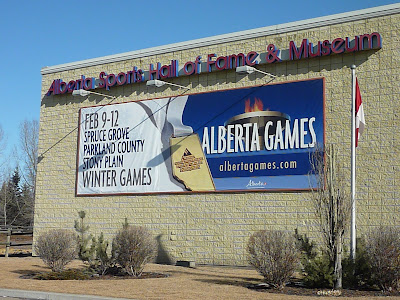 Alberta Sports Hall of Fame & Museum
FEB 9-12
SPRUCE GROVE
PARKLAND COUNTY
STONY PLAIN
WINTER GAMES
ALBERTA GAMES
albertagames.com
Alberta